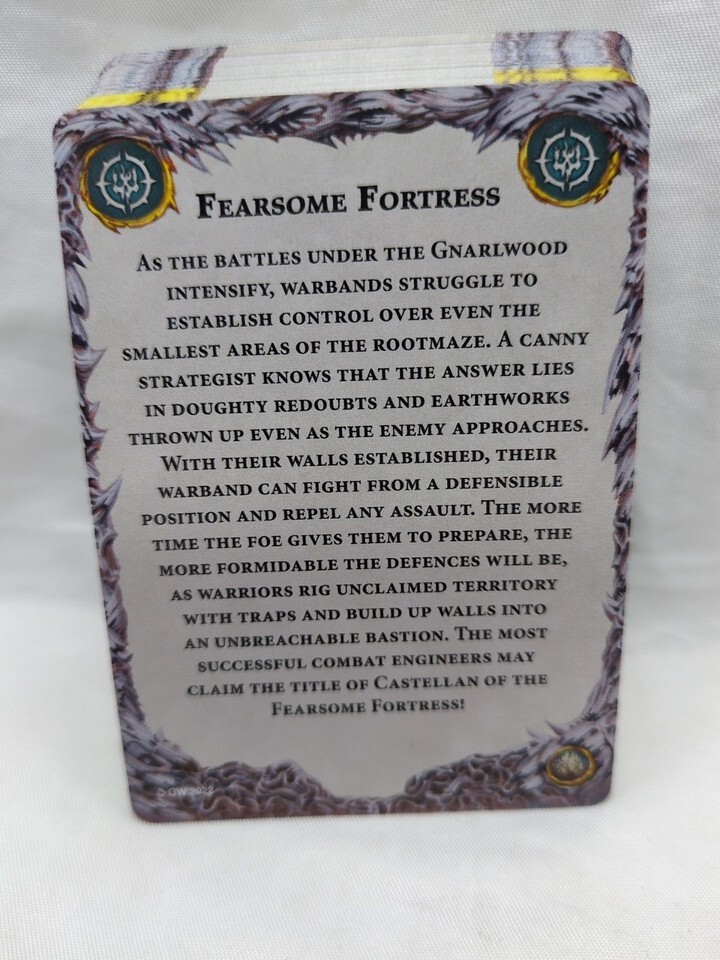 Fearsome Fortress
As the battles under the Gnarlwood
intensify, warbands struggle to
establish control over even the
smallest areas of the rootmaze. A canny
strategist knows that the answer lies
in doughty redoubts and earthworks
thrown up even as the enemy approaches.
With their walls established, their
warband can fight from a defensible
position and repel any assault. The more
time the foe gives them to prepare, the
more formidable the defences will be,
as warriors rig unclaimed territory
with traps and build up walls into
an unbreachable bastion. The most
successful combat engineers may
claim the title of Castellan of the
Fearsome Fortress!
© GW 2022